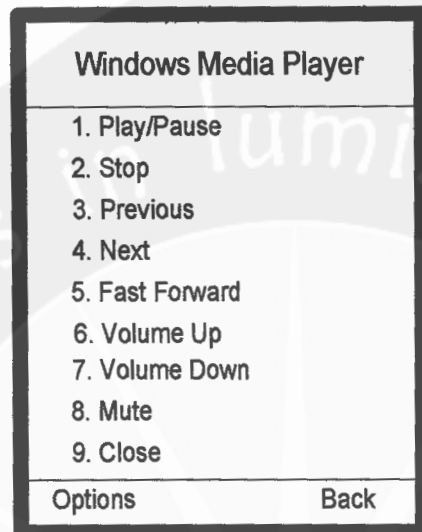 Windows Media Player
1. Play/Pause
2. Stop
3. Previous
4. Next
5. Fast Forward
6. Volume Up
7. Volume Down
8. Mute
9. Close
Options Back